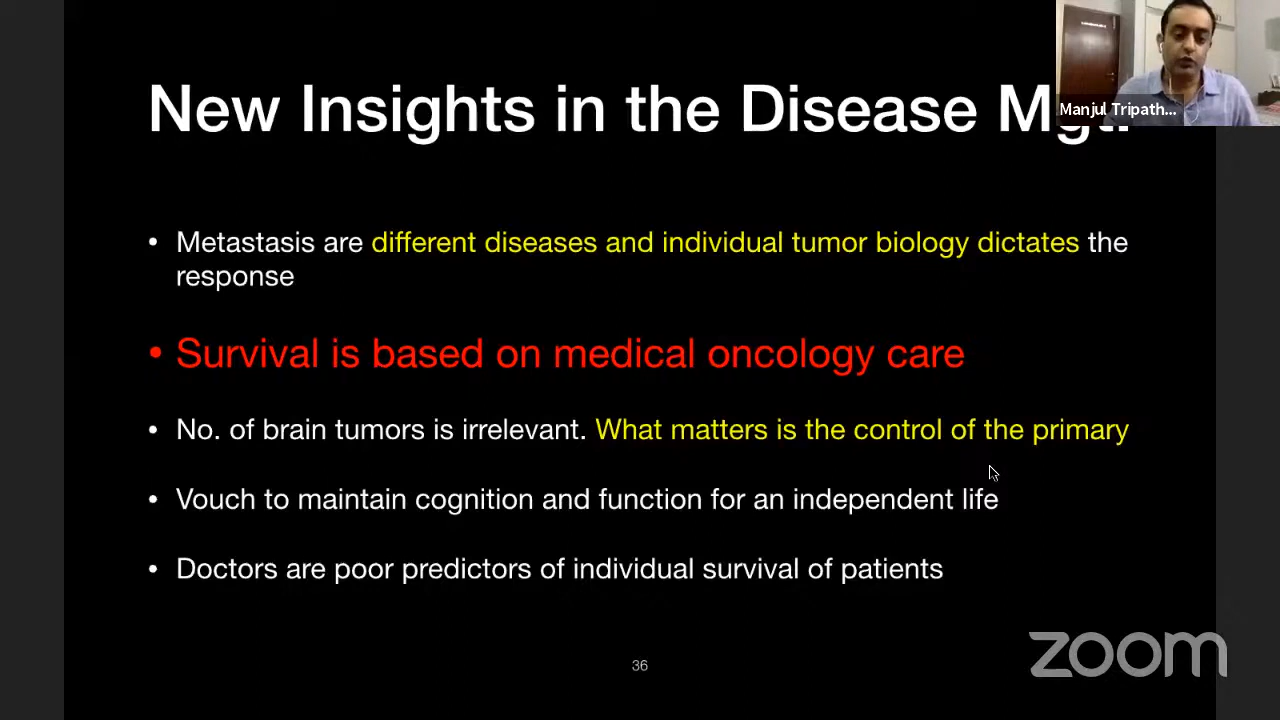 New Insights in the Disease Mgt.
Manjul Tripath...
• Metastasis are different diseases and individual tumor biology dictates the
response
• Survival is based on medical oncology care
• No. of brain tumors is irrelevant. What matters is the control of the primary
• Vouch to maintain cognition and function for an independent life
• Doctors are poor predictors of individual survival of patients
36
zoom